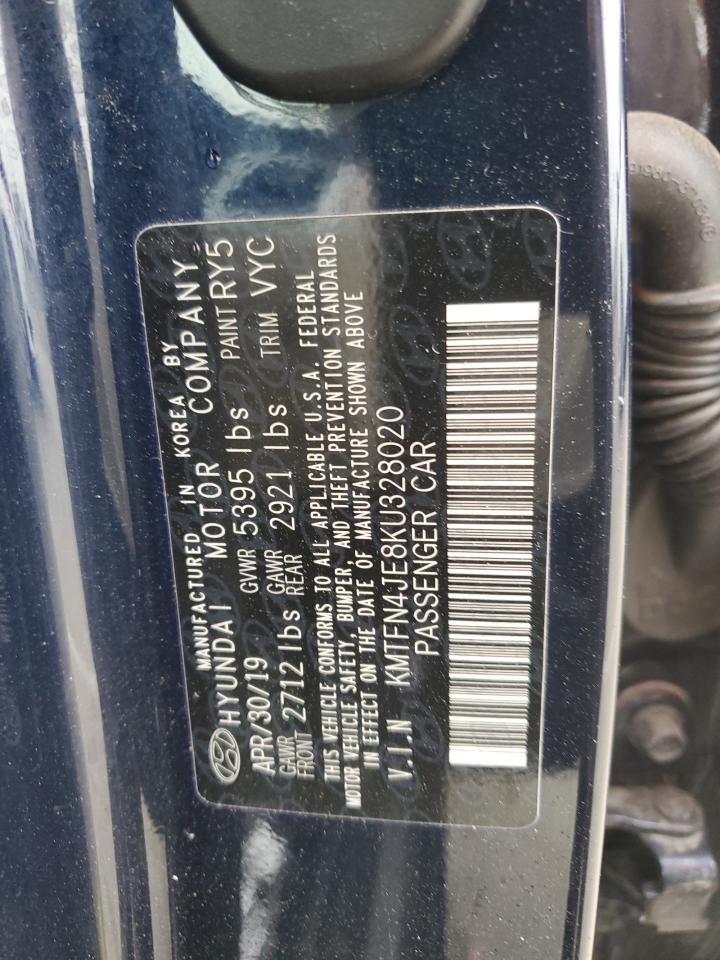 MANUFACTURED IN KOREA BY
HYUNDAI MOTOR COMPANY
APR/30/19 GVWR 5395 lbs PAINT RY5
GAWR FRONT 2712 lbs GAWR REAR 2921 lbs TRIM VYC
THIS VEHICLE CONFORMS TO ALL APPLICABLE U.S.A. FEDERAL
MOTOR VEHICLE SAFETY, BUMPER, AND THEFT PREVENTION STANDARDS
IN EFFECT ON THE DATE OF MANUFACTURE SHOWN ABOVE
V.I.N KMTFN4JE8KU328020
PASSENGER CAR